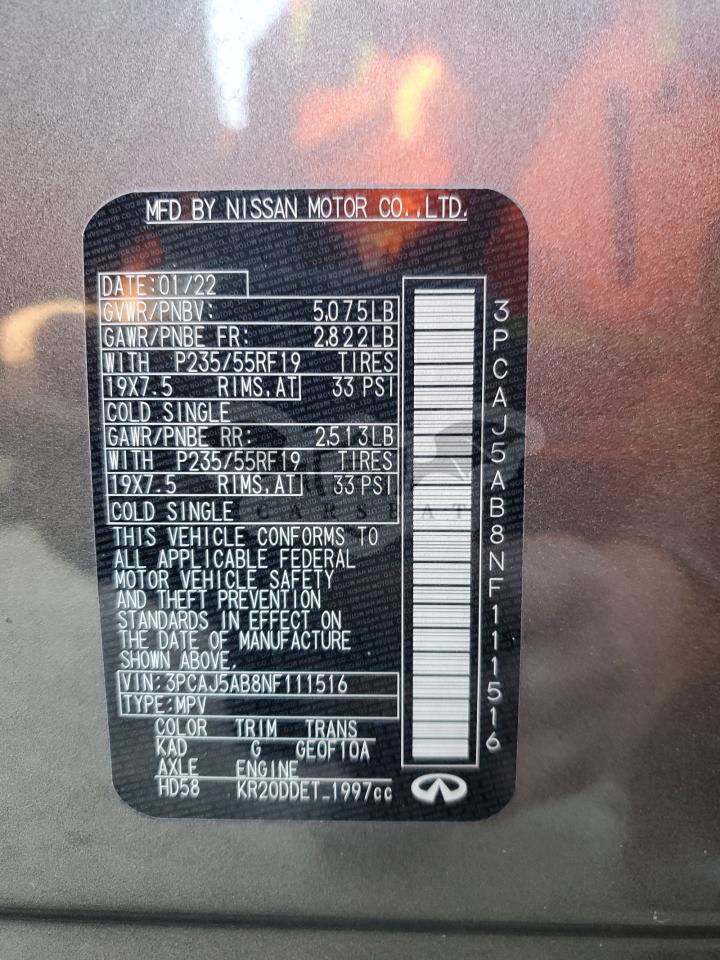 MFD BY NISSAN MOTOR CO.,LTD.
DATE:01/22
GVWR/PNBV: 5,075LB
GAWR/PNBE FR: 2,822LB
WITH P235/55RF19 TIRES
19X7.5 RIMS,AT 33 PSI
COLD SINGLE
GAWR/PNBE RR: 2,513LB
WITH P235/55RF19 TIRES
19X7.5 RIMS,AT 33 PSI
COLD SINGLE
THIS VEHICLE CONFORMS TO
ALL APPLICABLE FEDERAL
MOTOR VEHICLE SAFETY
AND THEFT PREVENTION
STANDARDS IN EFFECT ON
THE DATE OF MANUFACTURE
SHOWN ABOVE.
VIN:3PCAJ5AB8NF111516
TYPE:MPV
COLOR TRIM TRANS
KAD G GE0F10A
AXLE ENGINE
HD58 KR20DDET_1997cc
3PCAJ5AB8NF111516